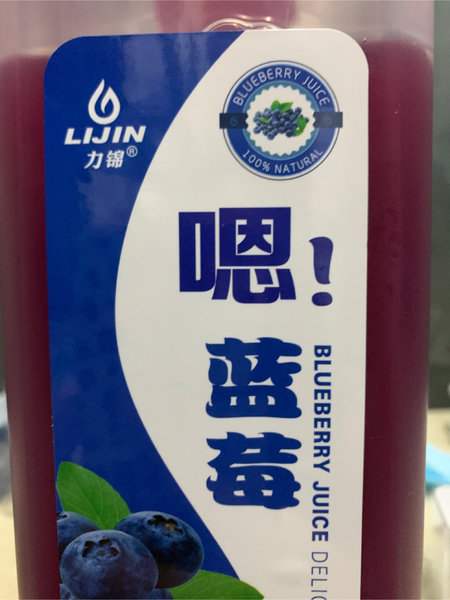 LIJIN
力锦®
BLUEBERRY JUICE
100% NATURAL
嗯!
蓝莓
BLUEBERRY JUICE